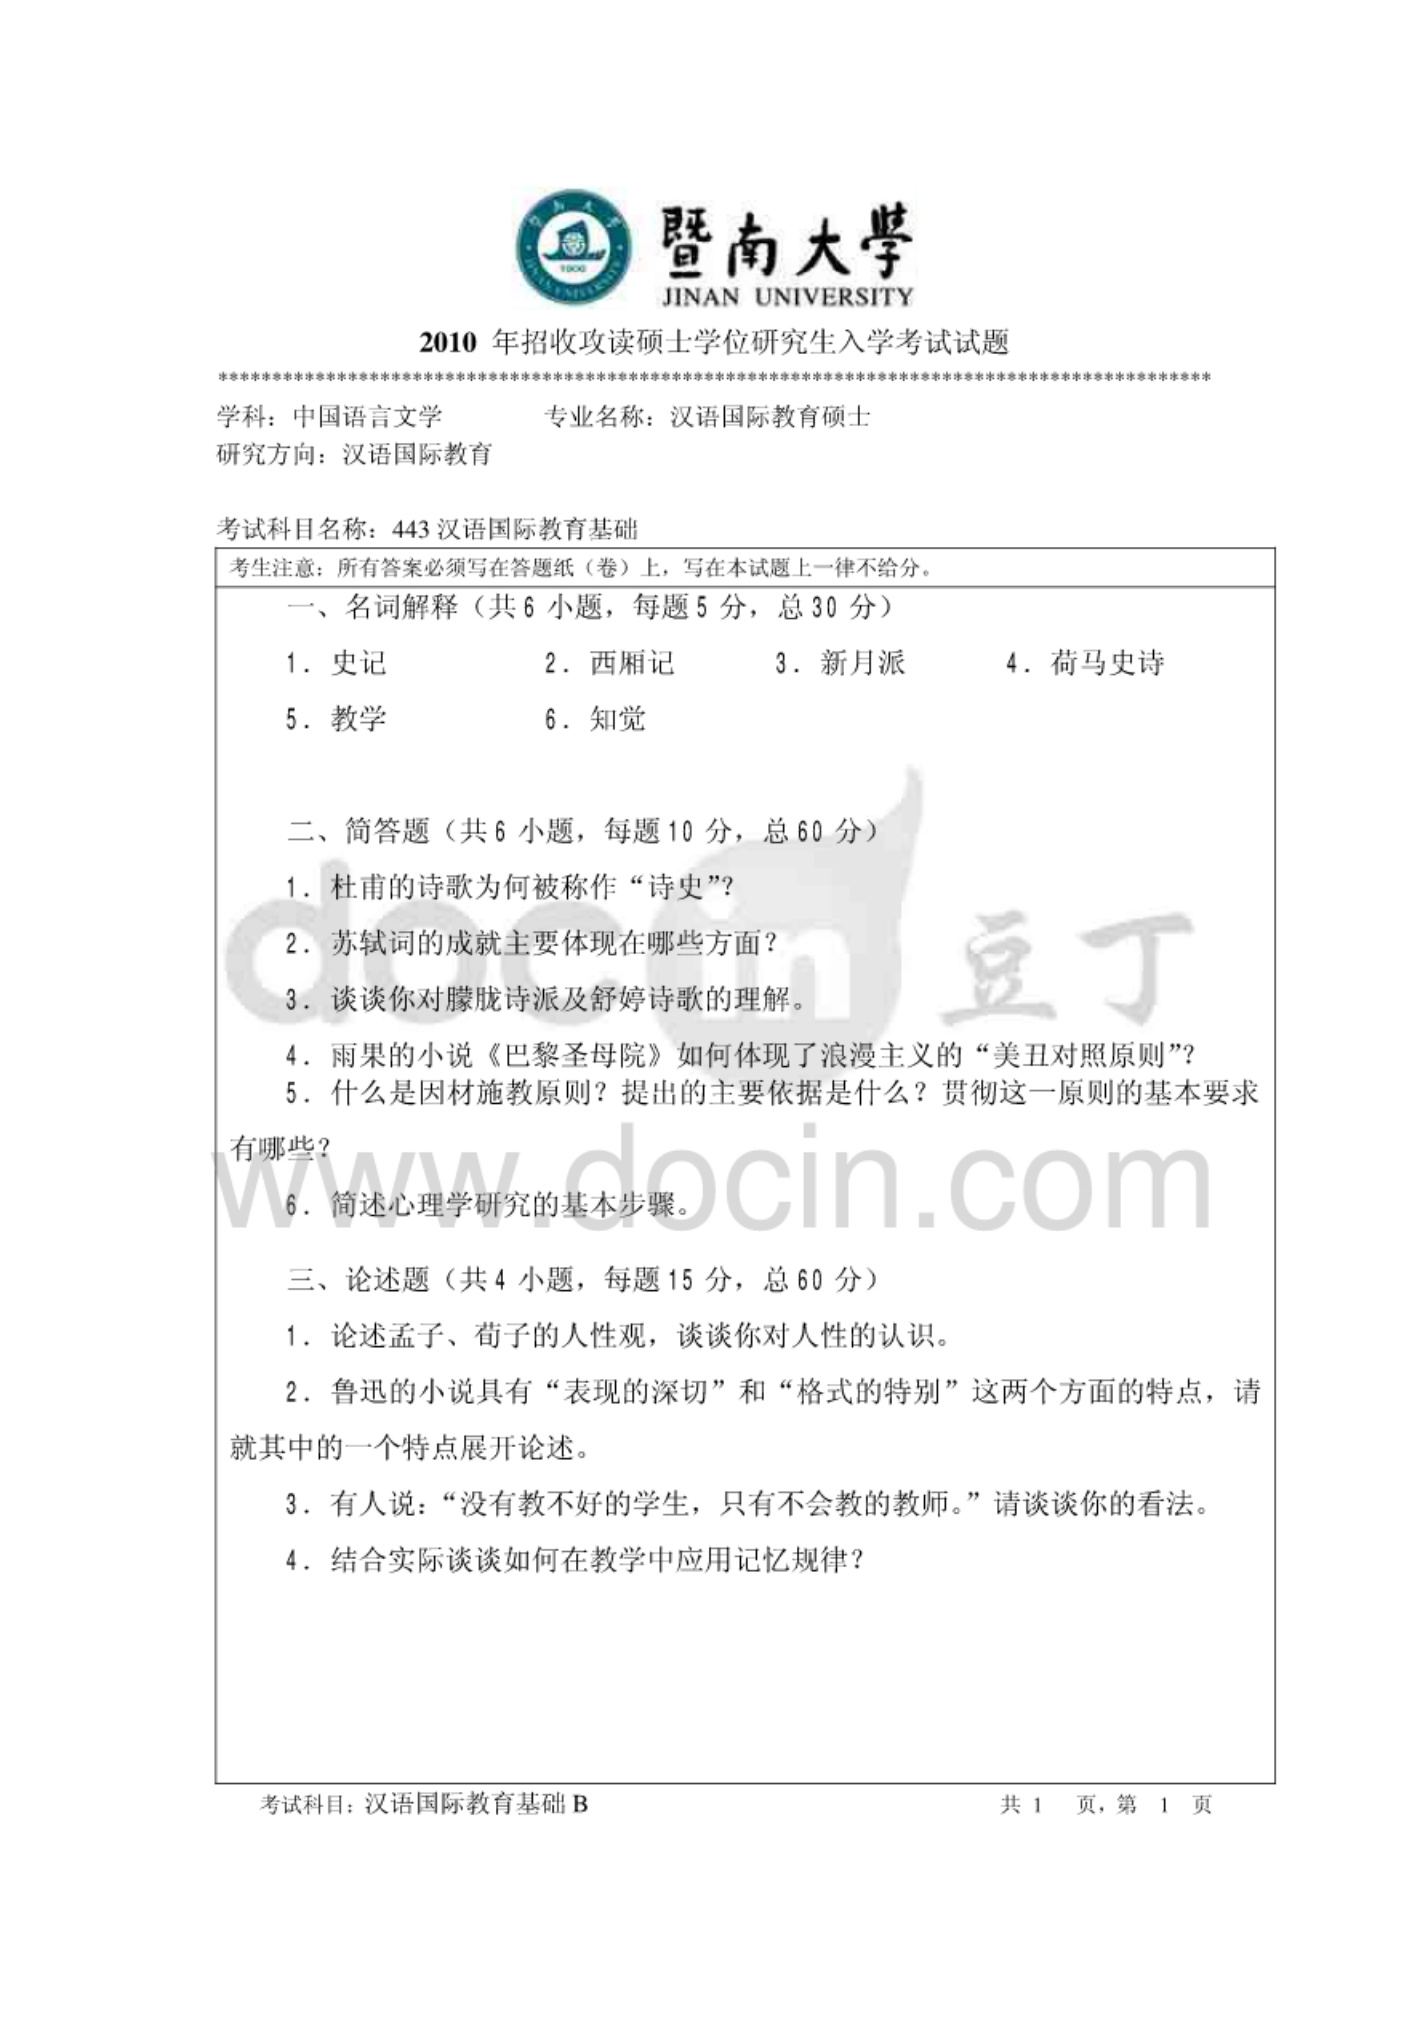 暨南大学
JINAN UNIVERSITY
2010 年招收攻读硕士学位研究生入学考试试题
********************************************************************************************
学科：中国语言文学 专业名称：汉语国际教育硕士
研究方向：汉语国际教育
考试科目名称：443 汉语国际教育基础
考生注意：所有答案必须写在答题纸（卷）上，写在本试题上一律不给分。
一、名词解释（共6 小题，每题5 分，总30 分）
1．史记 2．西厢记 3．新月派 4．荷马史诗
5．教学 6．知觉
二、简答题（共6 小题，每题10 分，总60 分）
1．杜甫的诗歌为何被称作“诗史”？
2．苏轼词的成就主要体现在哪些方面？
3．谈谈你对朦胧诗派及舒婷诗歌的理解。
docin 豆丁
4．雨果的小说《巴黎圣母院》如何体现了浪漫主义的“美丑对照原则”？
5．什么是因材施教原则？提出的主要依据是什么？贯彻这一原则的基本要求
有哪些？
www.docin.com
6．简述心理学研究的基本步骤。
三、论述题（共4 小题，每题15 分，总60 分）
1．论述孟子、荀子的人性观，谈谈你对人性的认识。
2．鲁迅的小说具有“表现的深切”和“格式的特别”这两个方面的特点，请
就其中的一个特点展开论述。
3．有人说：“没有教不好的学生，只有不会教的教师。”请谈谈你的看法。
4．结合实际谈谈如何在教学中应用记忆规律？
考试科目：汉语国际教育基础 B 共 1 页，第 1 页